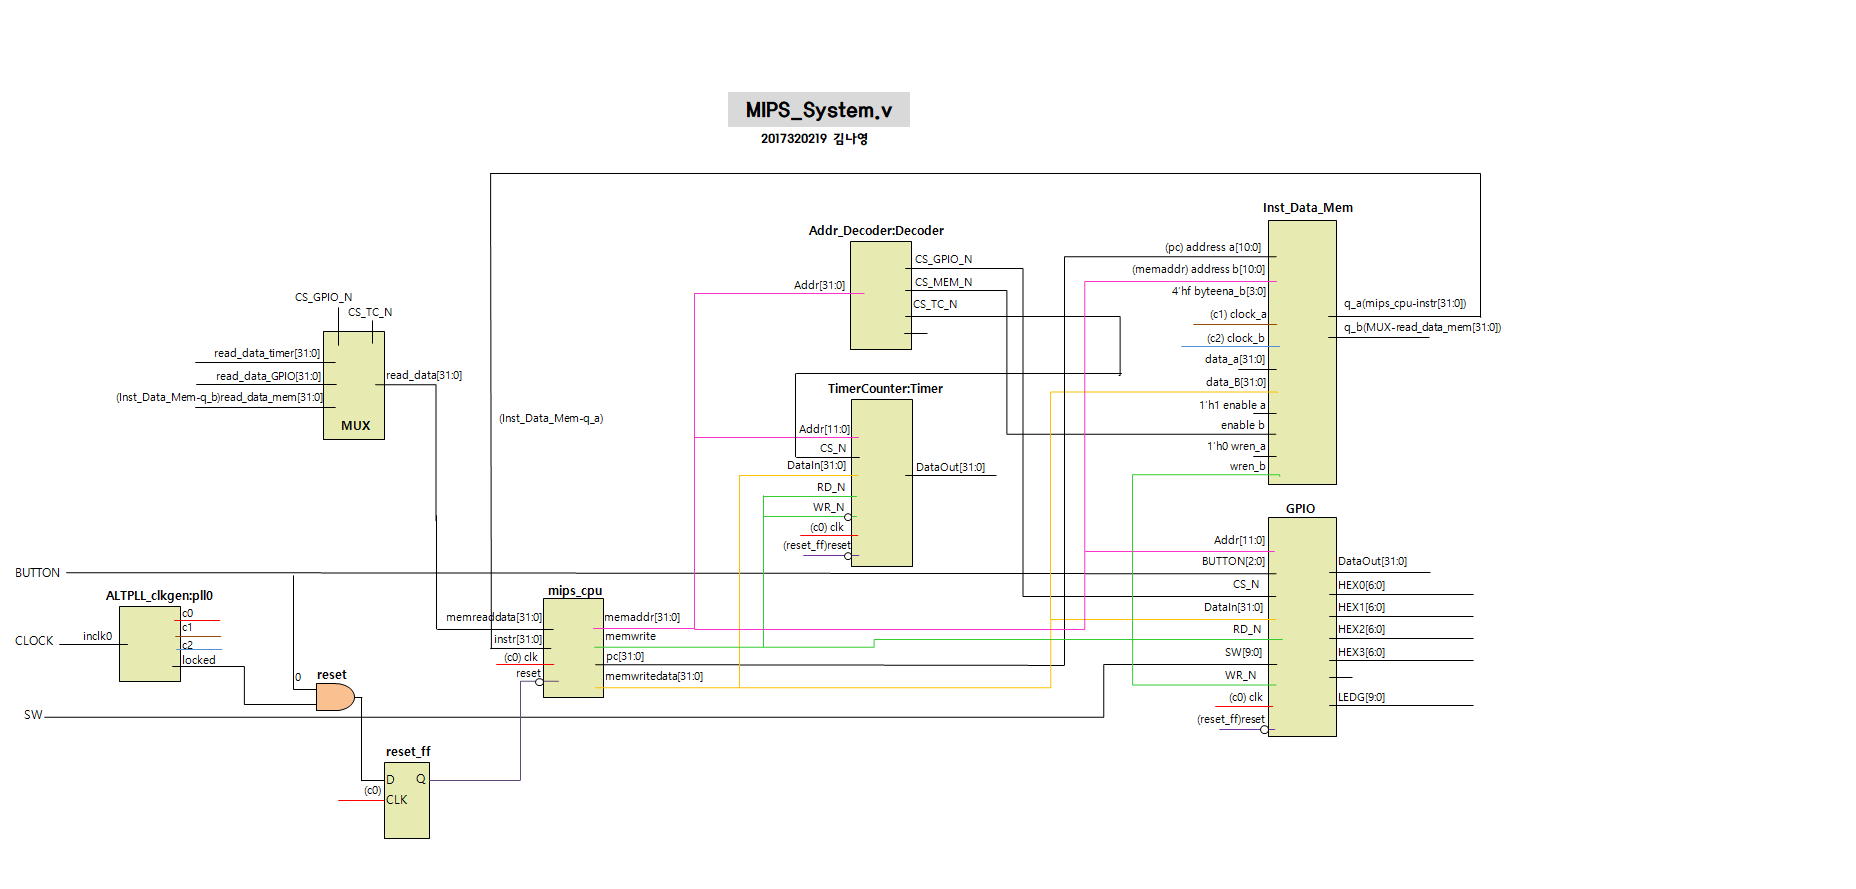 MIPS_System.v
2017320219 김나영
CS_GPIO_N
CS_TC_N
read_data_timer[31:0]
read_data_GPIO[31:0]
(Inst_Data_Mem-q_b)read_data_mem[31:0]
read_data[31:0]
MUX
(Inst_Data_Mem-q_a)
Addr_Decoder:Decoder
Addr[31:0]
CS_GPIO_N
CS_MEM_N
CS_TC_N
TimerCounter:Timer
Addr[11:0]
CS_N
DataIn[31:0]
RD_N
WR_N
(c0) clk
(reset_ff)reset
DataOut[31:0]
Inst_Data_Mem
(pc) address a[10:0]
(memaddr) address b[10:0]
4'hf byteena_b[3:0]
(c1) clock_a
(c2) clock_b
data_a[31:0]
data_B[31:0]
1'h1 enable a
enable b
1'h0 wren_a
wren_b
q_a(mips_cpu-instr[31:0])
q_b(MUX-read_data_mem[31:0])
GPIO
Addr[11:0]
BUTTON[2:0]
CS_N
DataIn[31:0]
RD_N
SW[9:0]
WR_N
(c0) clk
(reset_ff)reset
DataOut[31:0]
HEX0[6:0]
HEX1[6:0]
HEX2[6:0]
HEX3[6:0]
LEDG[9:0]
BUTTON
ALTPLL_clkgen:pll0
CLOCK
inclk0
c0
c1
c2
locked
SW
0
reset
mips_cpu
memreaddata[31:0]
instr[31:0]
(c0) clk
reset
memaddr[31:0]
memwrite
pc[31:0]
memwritedata[31:0]
reset_ff
D
Q
(c0)
CLK